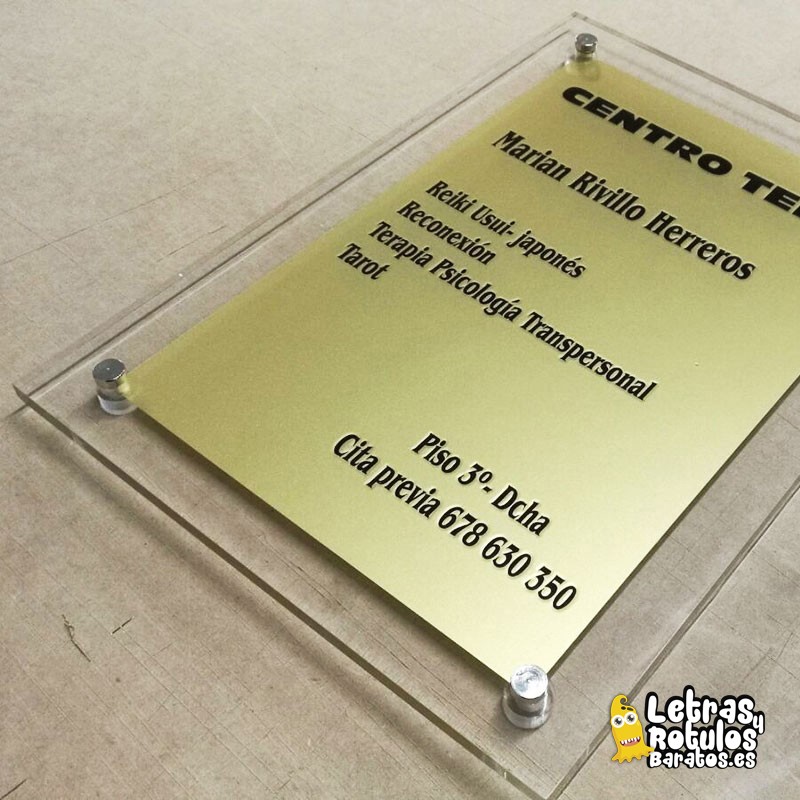 CENTRO
Marian Rivillo Herreros
Reiki Usui- japonés
Reconexión
Terapia Psicología Transpersonal
Tarot
Piso 3º- Dcha
Cita previa 678 630 350
Letras y
Rotulos
Baratos.es